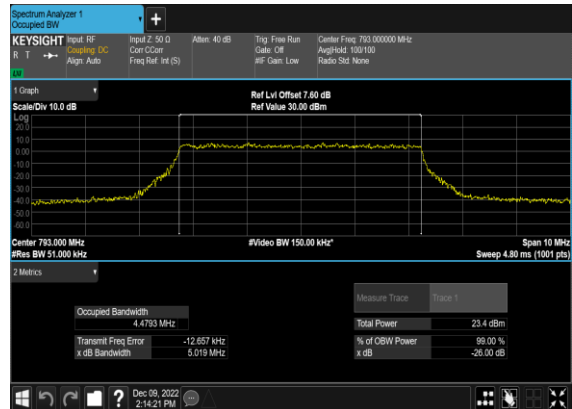 Spectrum Analyzer 1
Occupied BW
+
KEYSIGHT Input: RF Input Z: 50 Ω Atten: 40 dB Trig: Free Run Center Freq: 793.000000 MHz
R T Coupling: DC Corr CCorr Gate: Off Avg|Hold: 100/100
Align: Auto Freq Ref: Int (S) #IF Gain: Low Radio Std: None
LV
1 Graph Ref Lvl Offset 7.60 dB
Scale/Div 10.0 dB Ref Value 30.00 dBm
Log
20.0
10.0
0.00
-10.0
-20.0
-30.0
-40.0
-50.0
-60.0
Center 793.000 MHz #Video BW 150.00 kHz* Span 10 MHz
#Res BW 51.000 kHz Sweep 4.80 ms (1001 pts)
2 Metrics
Measure Trace Trace 1
Occupied Bandwidth
4.4793 MHz Total Power 23.4 dBm
Transmit Freq Error -12.657 kHz % of OBW Power 99.00 %
x dB Bandwidth 5.019 MHz x dB -26.00 dB
? Dec 09, 2022
2:14:21 PM